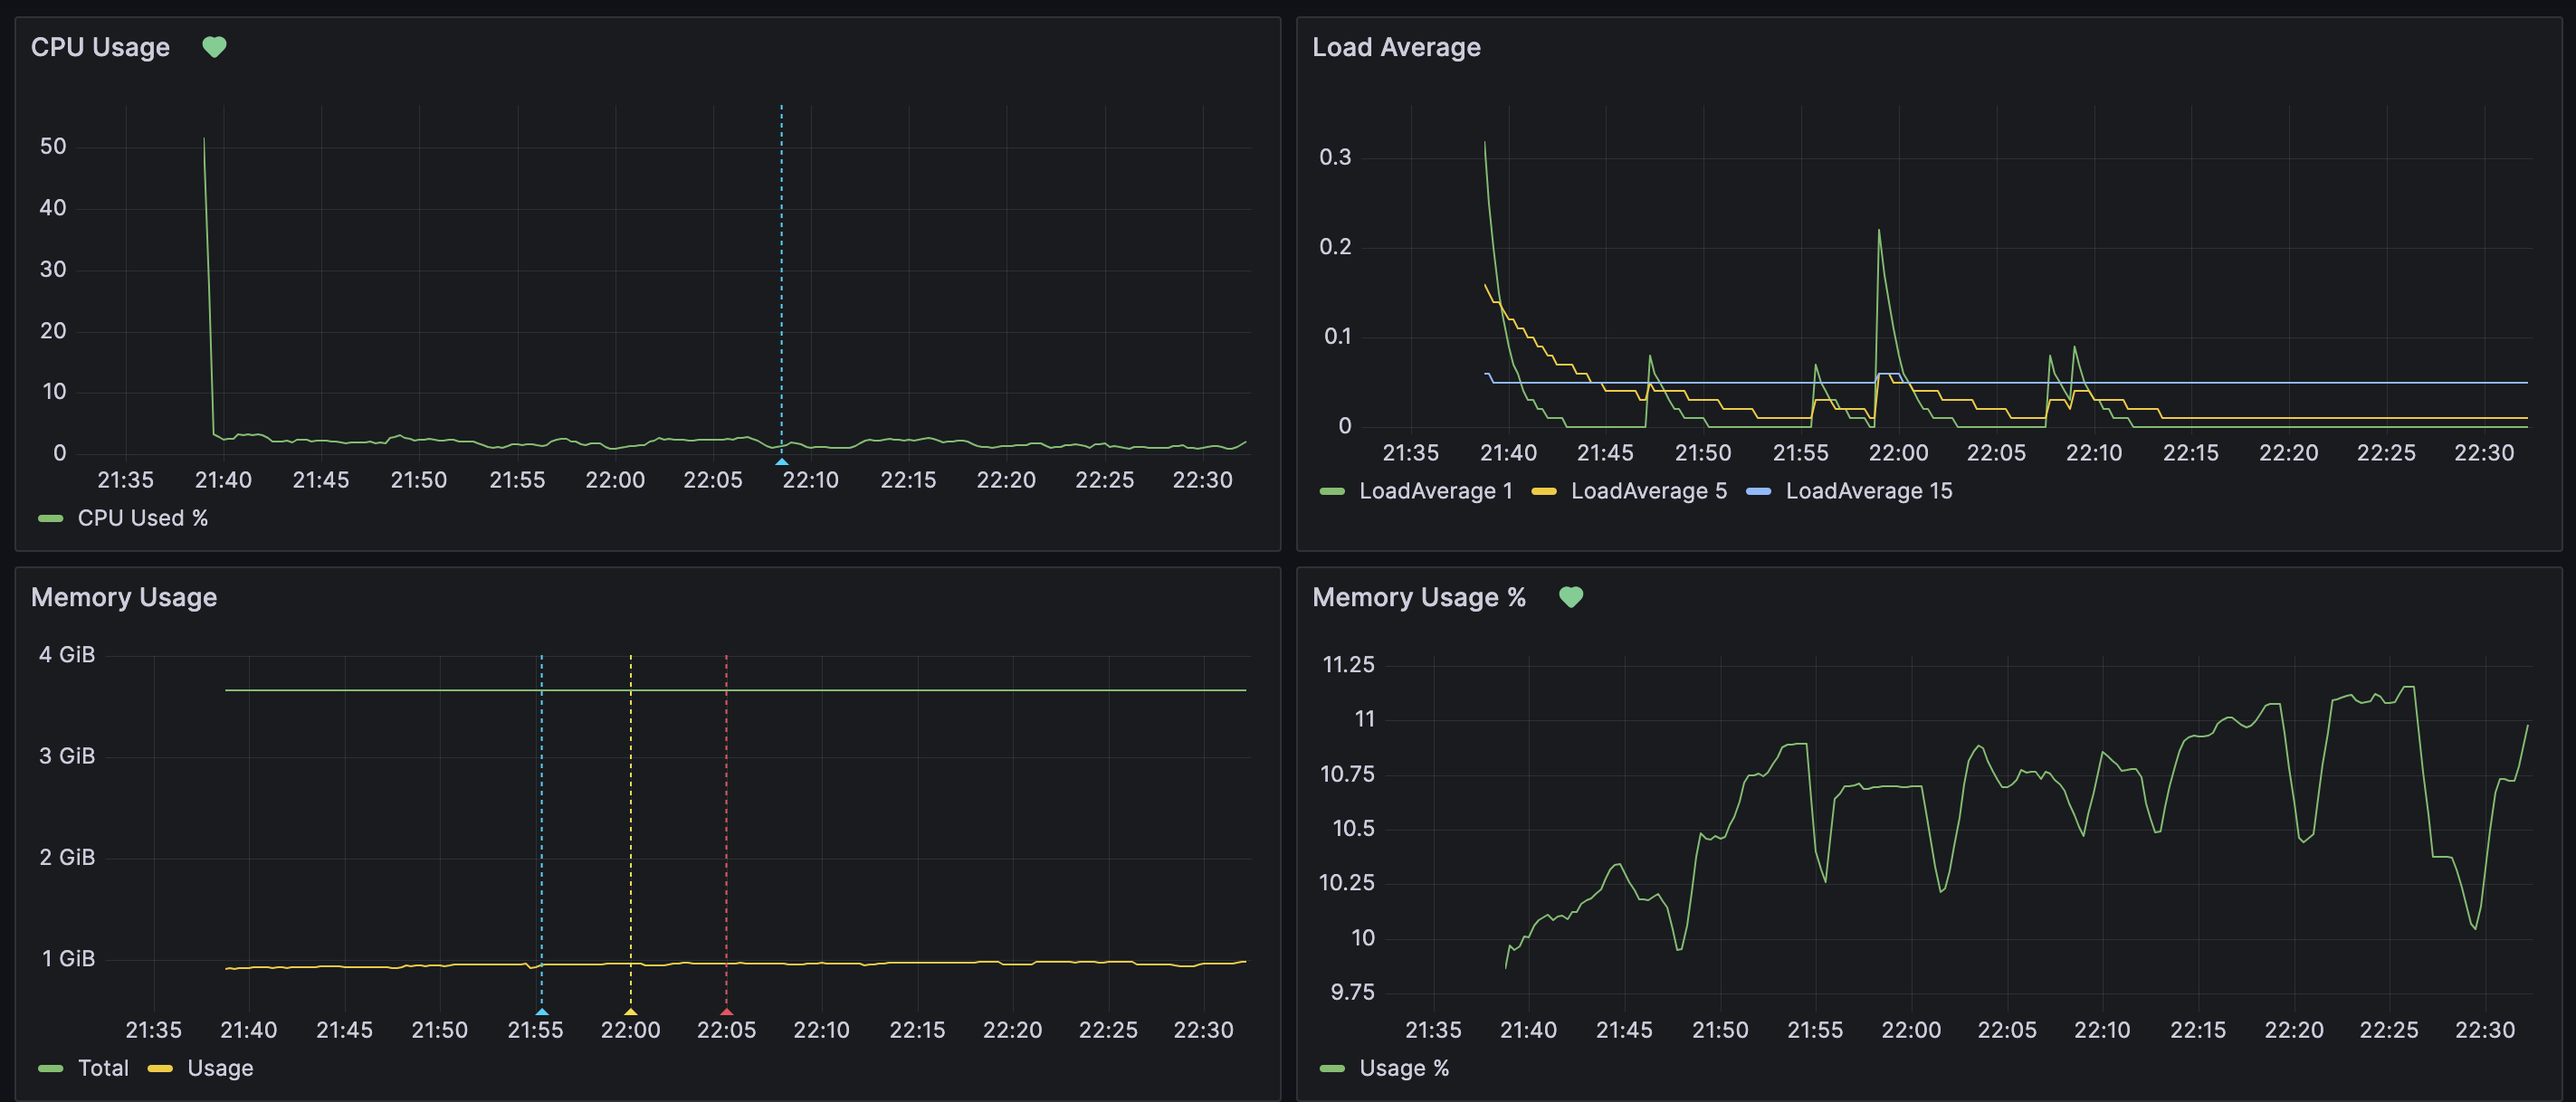 CPU Usage
50
40
30
20
10
0
21:35 21:40 21:45 21:50 21:55 22:00 22:05 22:10 22:15 22:20 22:25 22:30
CPU Used %
Load Average
0.3
0.2
0.1
0
21:35 21:40 21:45 21:50 21:55 22:00 22:05 22:10 22:15 22:20 22:25 22:30
LoadAverage 1 LoadAverage 5 LoadAverage 15
Memory Usage
4 GiB
3 GiB
2 GiB
1 GiB
21:35 21:40 21:45 21:50 21:55 22:00 22:05 22:10 22:15 22:20 22:25 22:30
Total Usage
Memory Usage %
11.25
11
10.75
10.5
10.25
10
9.75
21:35 21:40 21:45 21:50 21:55 22:00 22:05 22:10 22:15 22:20 22:25 22:30
Usage %